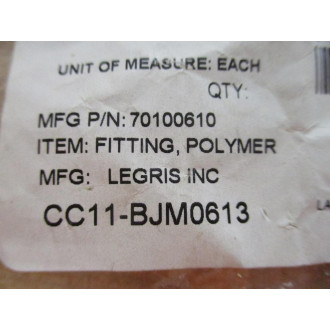 UNIT OF MEASURE: EACH
QTY:
MFG P/N: 70100610
ITEM: FITTING, POLYMER
MFG: LEGRIS INC
CC11-BJM0613